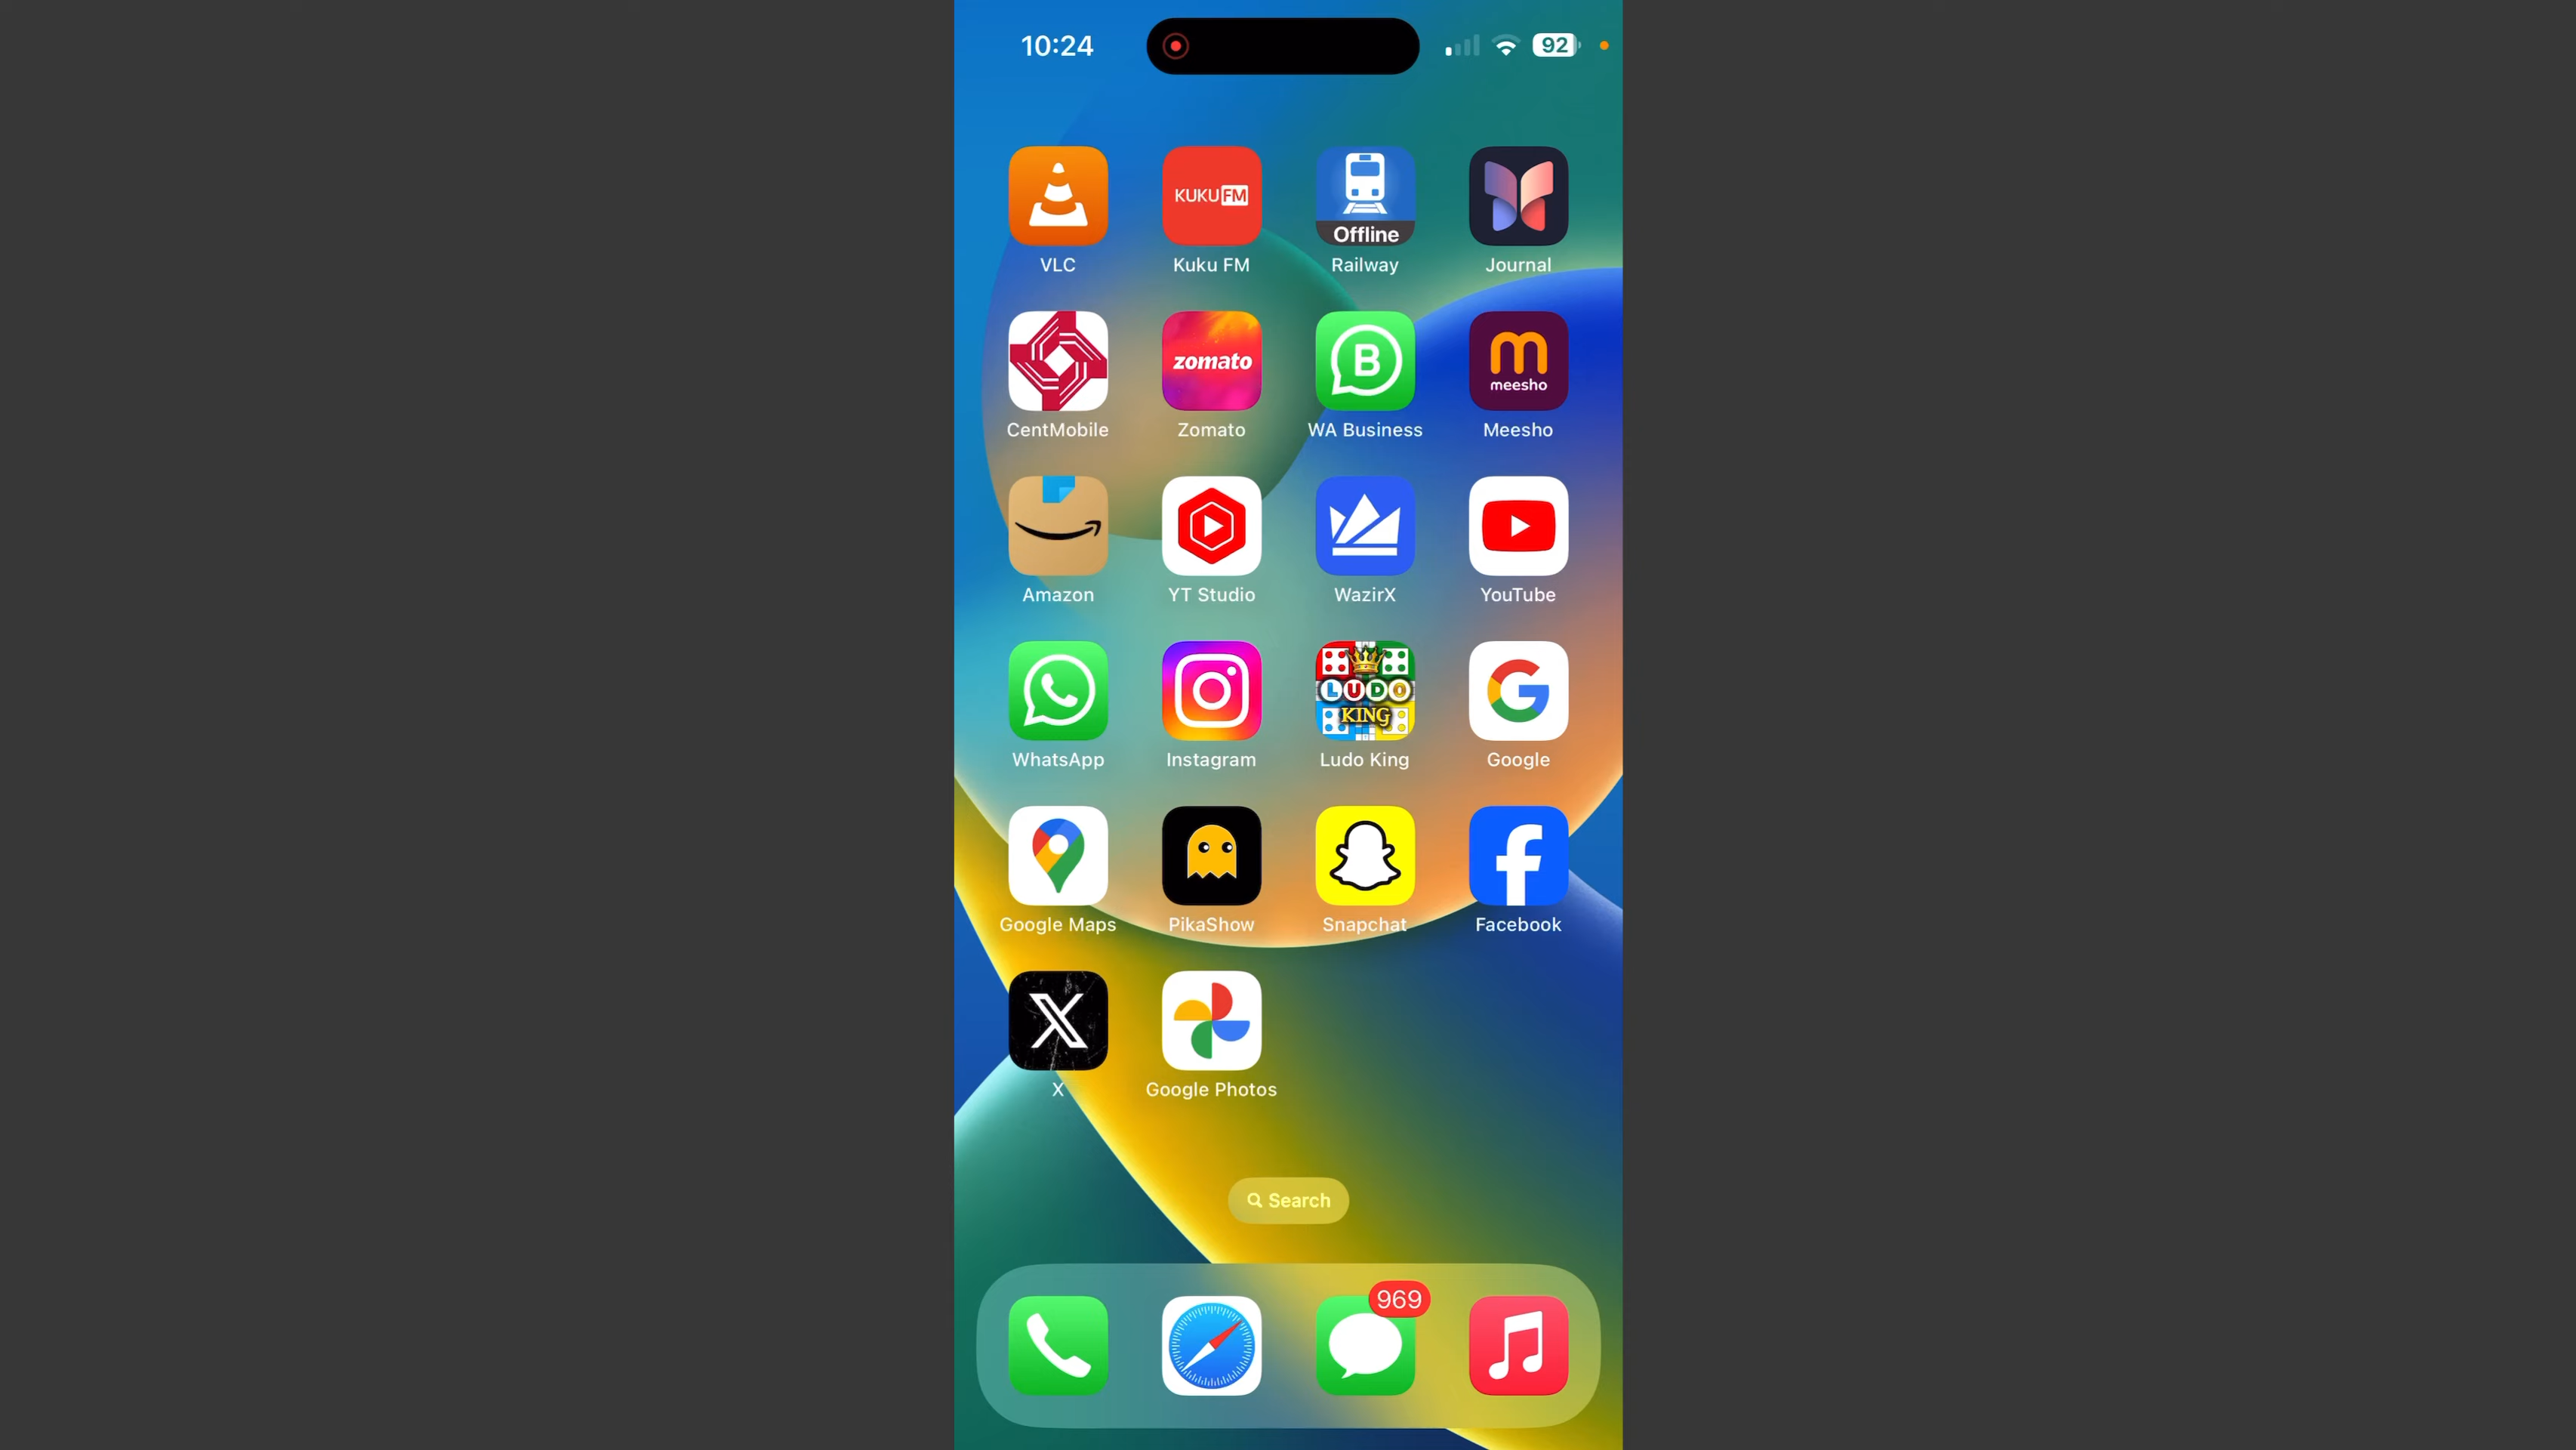 10:24
92
KUKU FM
Offline
VLC
Kuku FM
Railway
Journal
zomato
B
meesho
CentMobile
Zomato
WA Business
Meesho
Amazon
YT Studio
WazirX
YouTube
LUDO
KING
WhatsApp
Instagram
Ludo King
Google
Google Maps
PikaShow
Snapchat
Facebook
X
Google Photos
Search
969